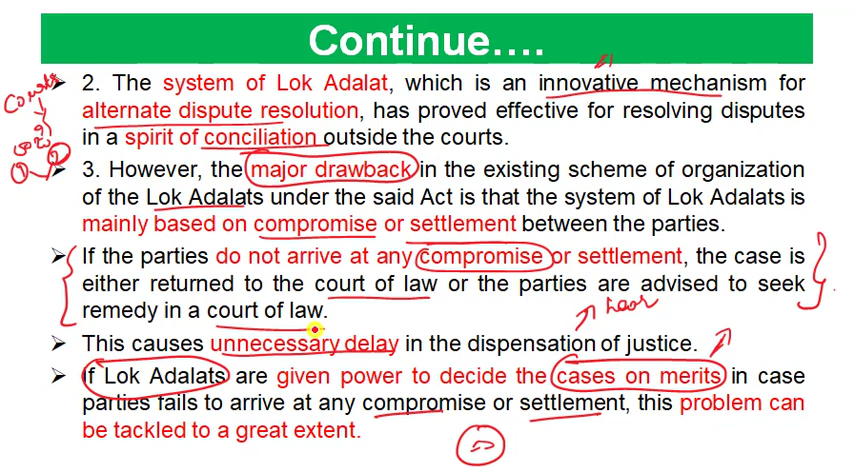 Continue….
2. The system of Lok Adalat, which is an innovative mechanism for
alternate dispute resolution, has proved effective for resolving disputes
in a spirit of conciliation outside the courts.
3. However, the major drawback in the existing scheme of organization
of the Lok Adalats under the said Act is that the system of Lok Adalats is
mainly based on compromise or settlement between the parties.
If the parties do not arrive at any compromise or settlement, the case is
either returned to the court of law or the parties are advised to seek
remedy in a court of law.
This causes unnecessary delay in the dispensation of justice.
If Lok Adalats are given power to decide the cases on merits in case
parties fails to arrive at any compromise or settlement, this problem can
be tackled to a great extent.